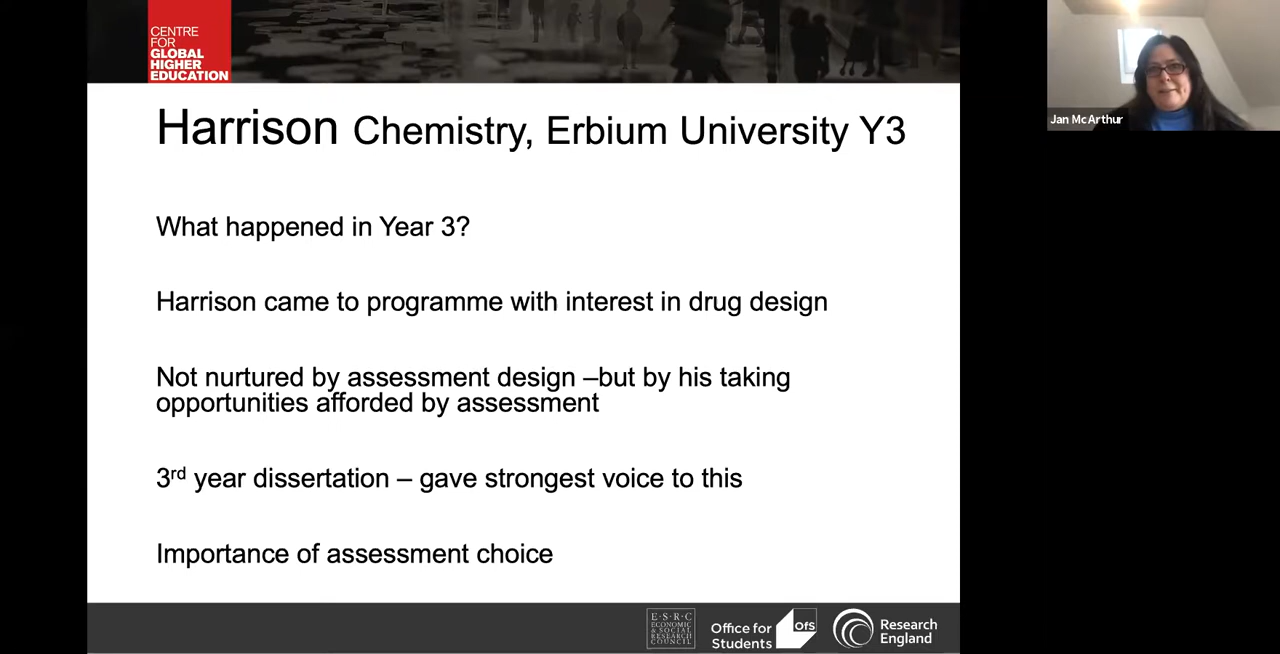 CENTRE
FOR
GLOBAL
HIGHER
EDUCATION
Jan McArthur
Harrison Chemistry, Erbium University Y3
What happened in Year 3?
Harrison came to programme with interest in drug design
Not nurtured by assessment design –but by his taking
opportunities afforded by assessment
3rd year dissertation – gave strongest voice to this
Importance of assessment choice
E·S·R·C
ECONOMIC
& SOCIAL
RESEARCH
COUNCIL
Office for
Students
OfS
Research
England